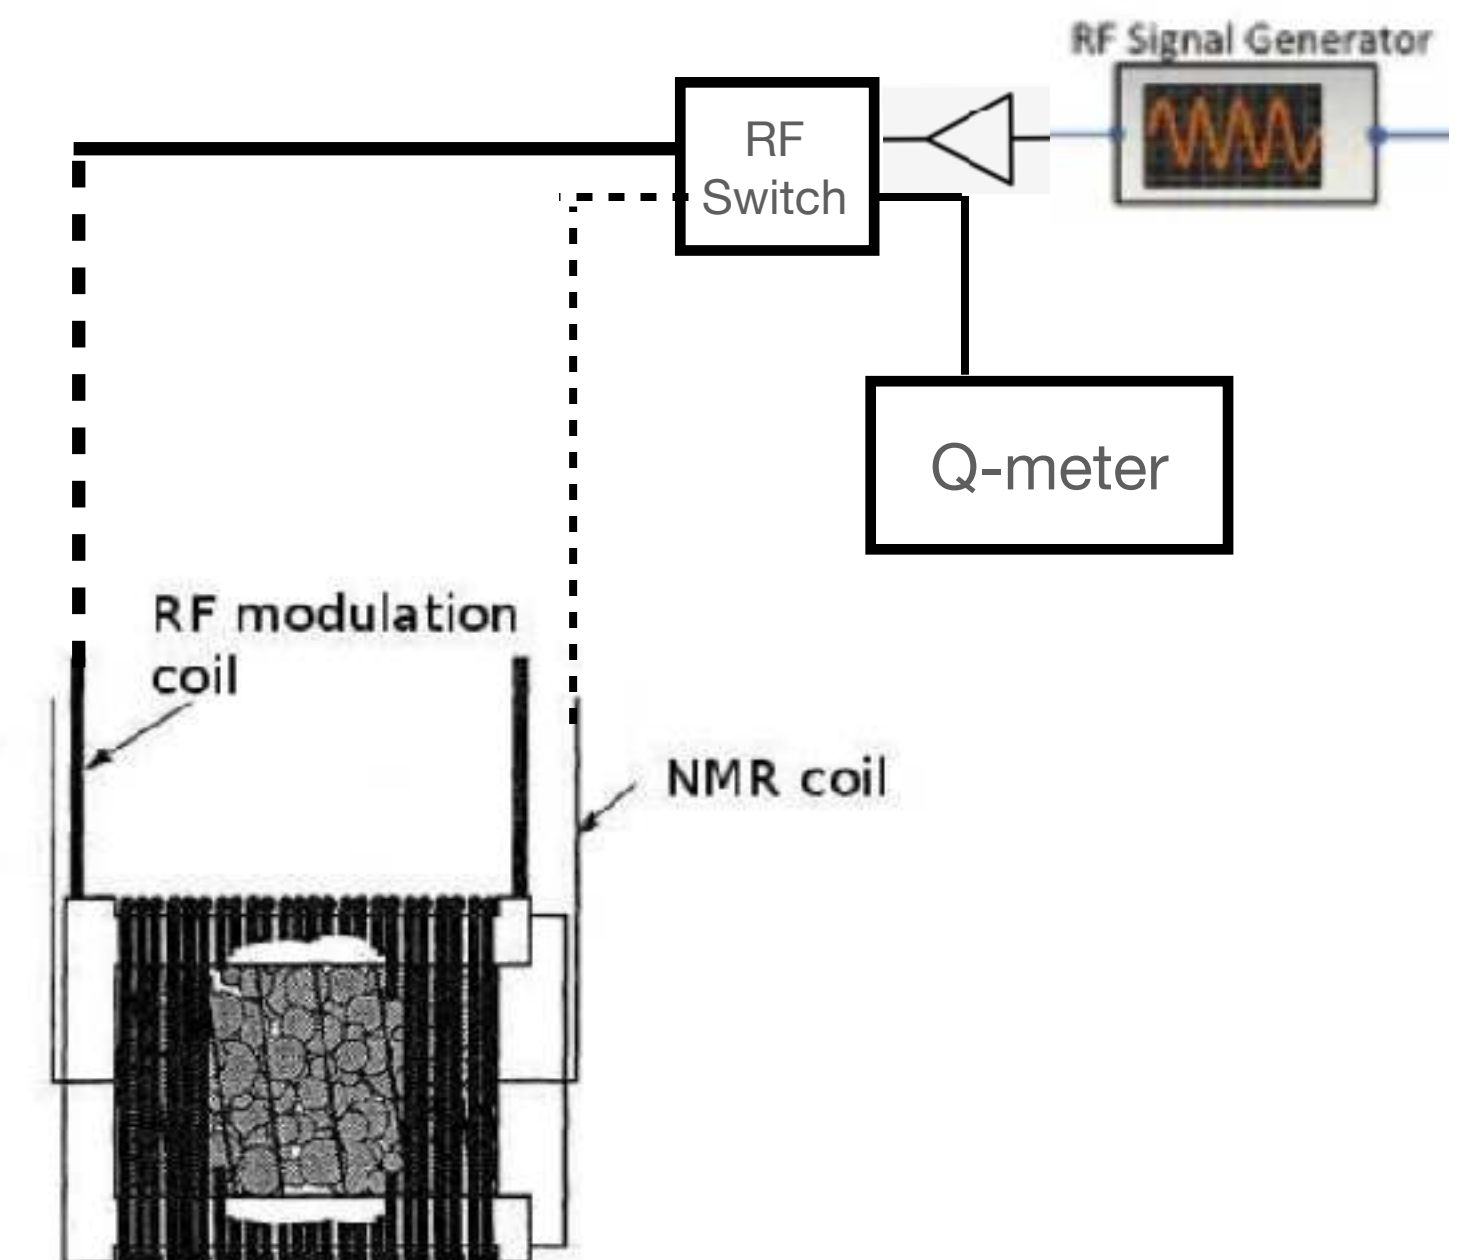 RF Signal Generator
RF
Switch
Q-meter
RF modulation
coil
NMR coil